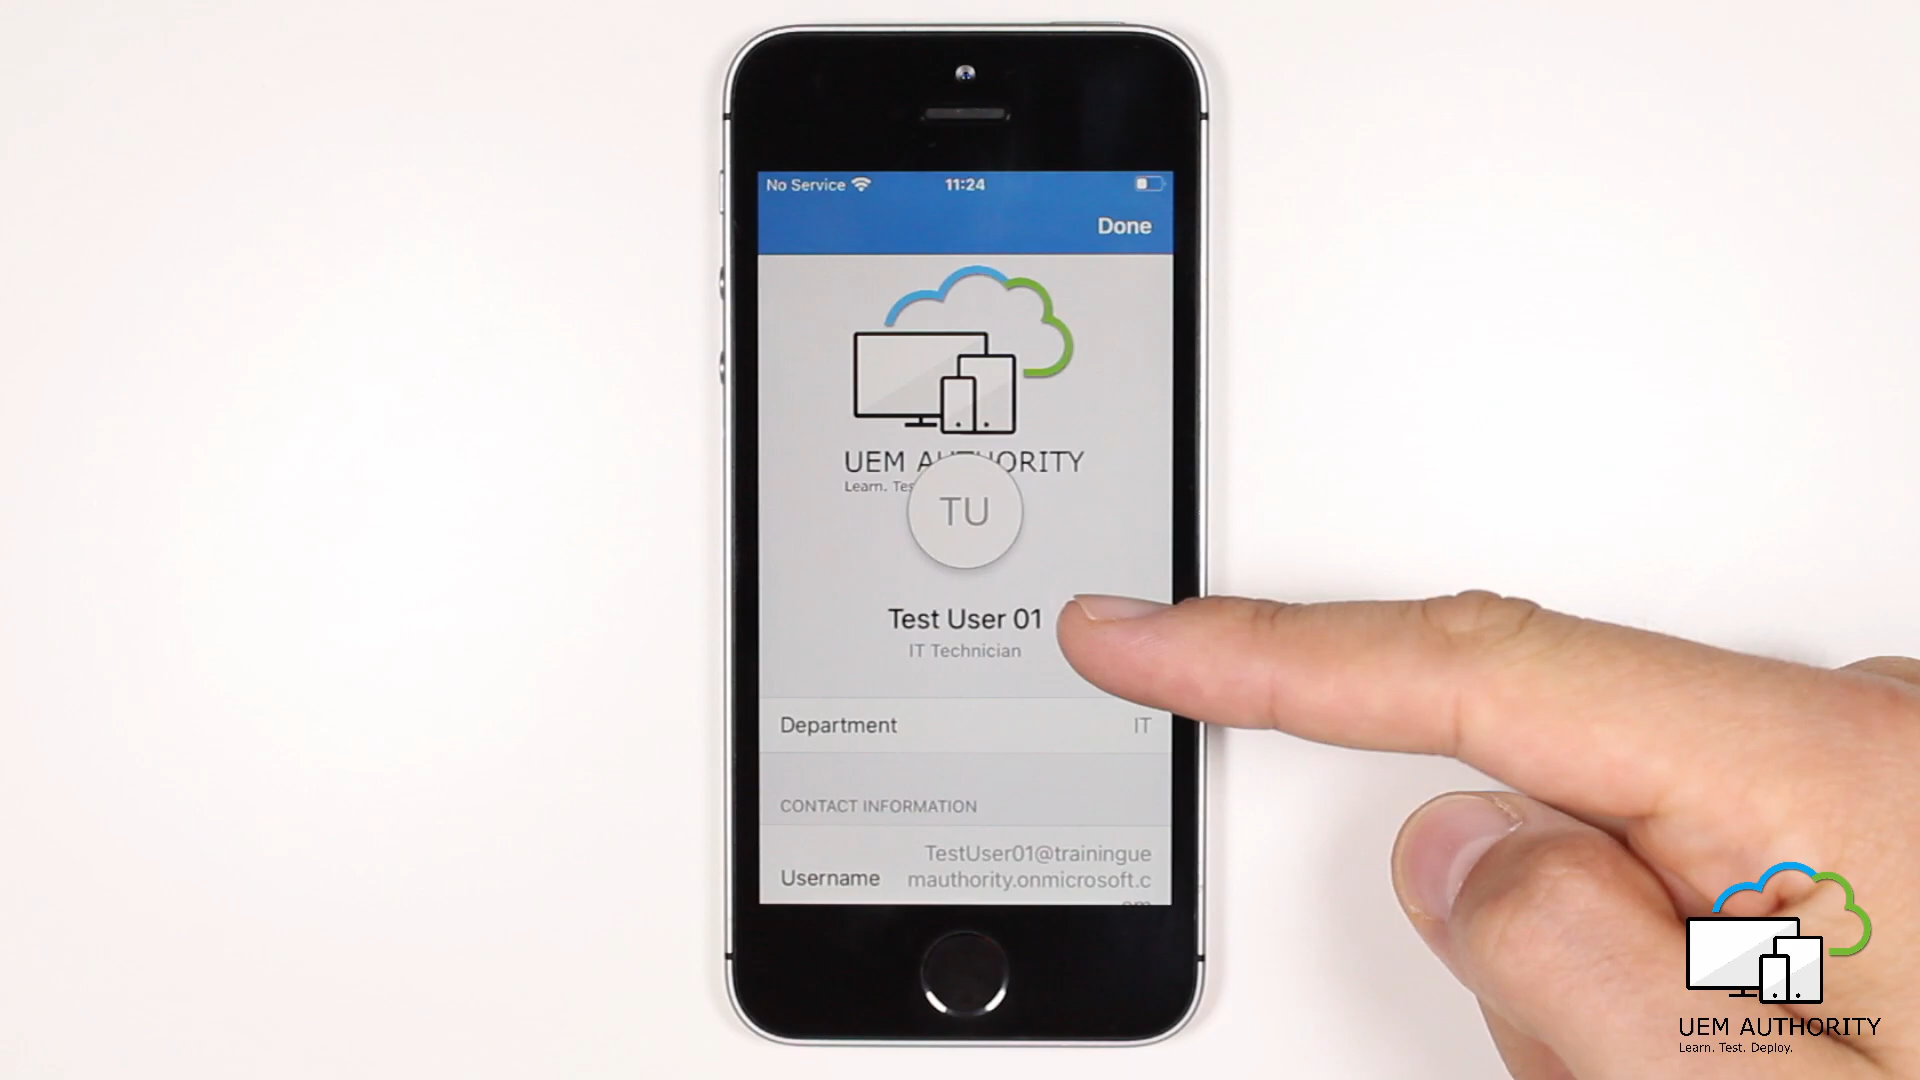 No Service
11:24
Done
UEM AUTHORITY
Learn. Tes
TU
Test User 01
IT Technician
Department
IT
CONTACT INFORMATION
Username
TestUser01@trainingue
mauthority.onmicrosoft.c
om
UEM AUTHORITY
Learn. Test. Deploy.